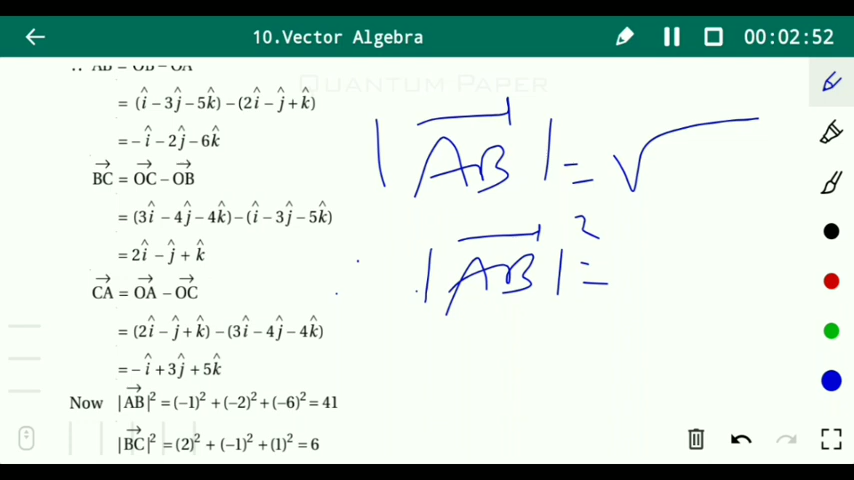 10.Vector Algebra
00:02:52
QUANTUM PAPER
∴ AB = OB − OA
= (î − 3ĵ − 5k̂) − (2î − ĵ + k̂)
= − î − 2ĵ − 6k̂
BC→ = OC→ − OB→
= (3î − 4ĵ − 4k̂) − (î − 3ĵ − 5k̂)
= 2î − ĵ + k̂
CA→ = OA→ − OC→
= (2î − ĵ + k̂) − (3î − 4ĵ − 4k̂)
= − î + 3ĵ + 5k̂
Now |AB→|² = (−1)² + (−2)² + (−6)² = 41
|BC→|² = (2)² + (−1)² + (1)² = 6
|AB→| = √
|AB→|² =